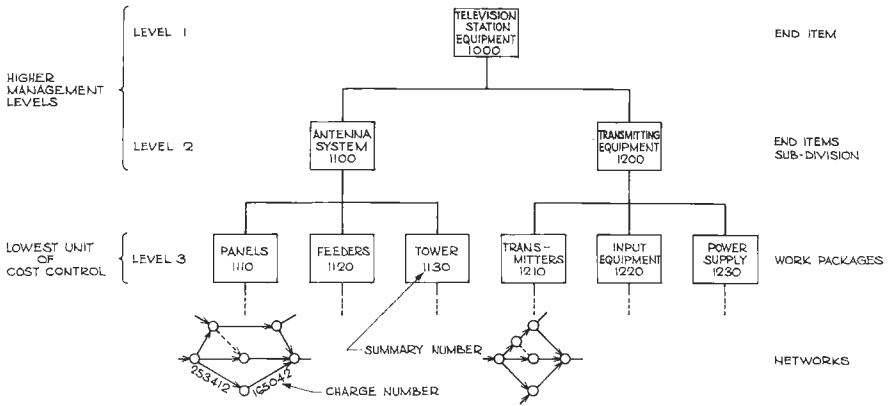 LEVEL 1
TELEVISION
STATION
EQUIPMENT
1000
END ITEM
HIGHER
MANAGEMENT
LEVELS
LEVEL 2
ANTENNA
SYSTEM
1100
TRANSMITTING
EQUIPMENT
1200
END ITEMS
SUB-DIVISION
LOWEST UNIT
OF
COST CONTROL
LEVEL 3
PANELS
1110
FEEDERS
1120
TOWER
1130
TRANS-
MITTERS
1210
INPUT
EQUIPMENT
1220
POWER
SUPPLY
1230
WORK PACKAGES
SUMMARY NUMBER
NETWORKS
253412
165042
CHARGE NUMBER